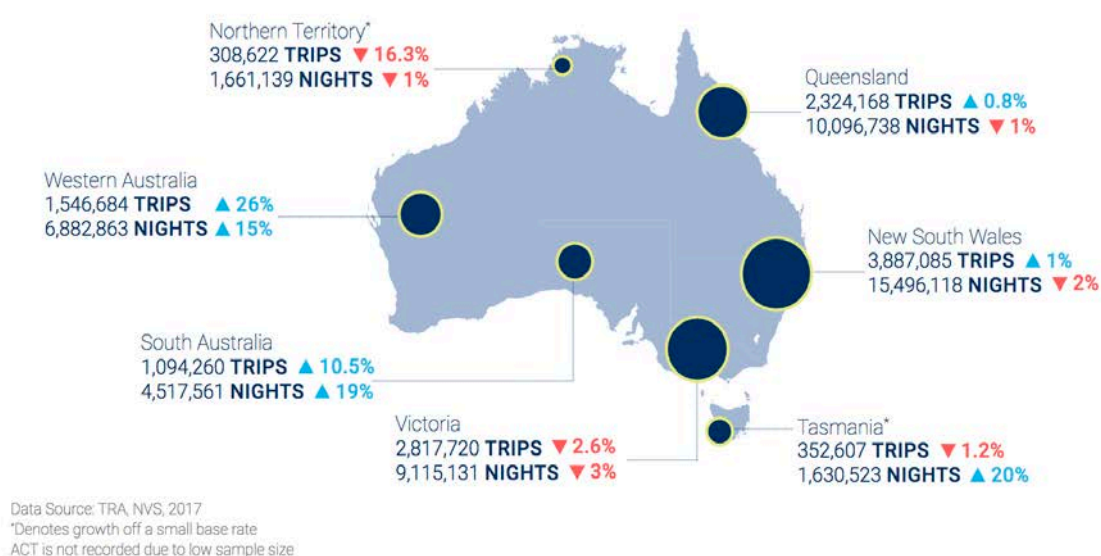 Northern Territory*
308,622 TRIPS ▼ 16.3%
1,661,139 NIGHTS ▼ 1%
Queensland
2,324,168 TRIPS ▲ 0.8%
10,096,738 NIGHTS ▼ 1%
Western Australia
1,546,684 TRIPS ▲ 26%
6,882,863 NIGHTS ▲ 15%
New South Wales
3,887,085 TRIPS ▲ 1%
15,496,118 NIGHTS ▼ 2%
South Australia
1,094,260 TRIPS ▲ 10.5%
4,517,561 NIGHTS ▲ 19%
Victoria
2,817,720 TRIPS ▼ 2.6%
9,115,131 NIGHTS ▼ 3%
Tasmania*
352,607 TRIPS ▼ 1.2%
1,630,523 NIGHTS ▲ 20%
Data Source: TRA, NVS, 2017
*Denotes growth off a small base rate
ACT is not recorded due to low sample size